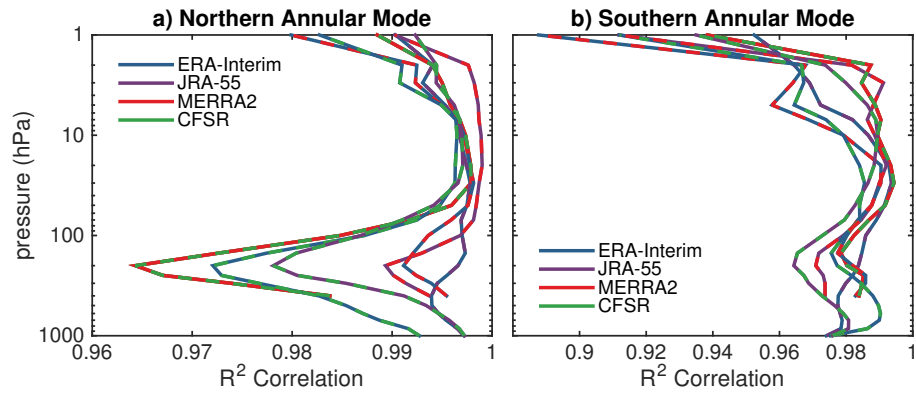 a) Northern Annular Mode
b) Southern Annular Mode
pressure (hPa)
1
10
100
1000
ERA-Interim
JRA-55
MERRA2
CFSR
0.96
0.97
0.98
0.99
1
R² Correlation
ERA-Interim
JRA-55
MERRA2
CFSR
0.9
0.92
0.94
0.96
0.98
1
R² Correlation